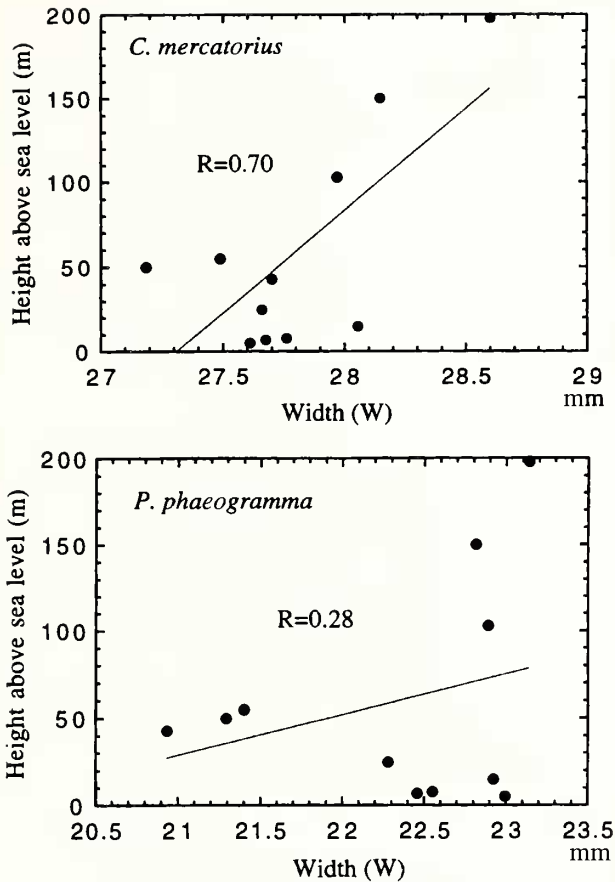 Height above sea level (m)
200
150
100
50
0
C. mercatorius
R=0.70
27
27.5
28
28.5
29
Width (W)
mm
Height above sea level (m)
200
150
100
50
0
P. phaeogramma
R=0.28
20.5
21
21.5
22
22.5
23
23.5
Width (W)
mm